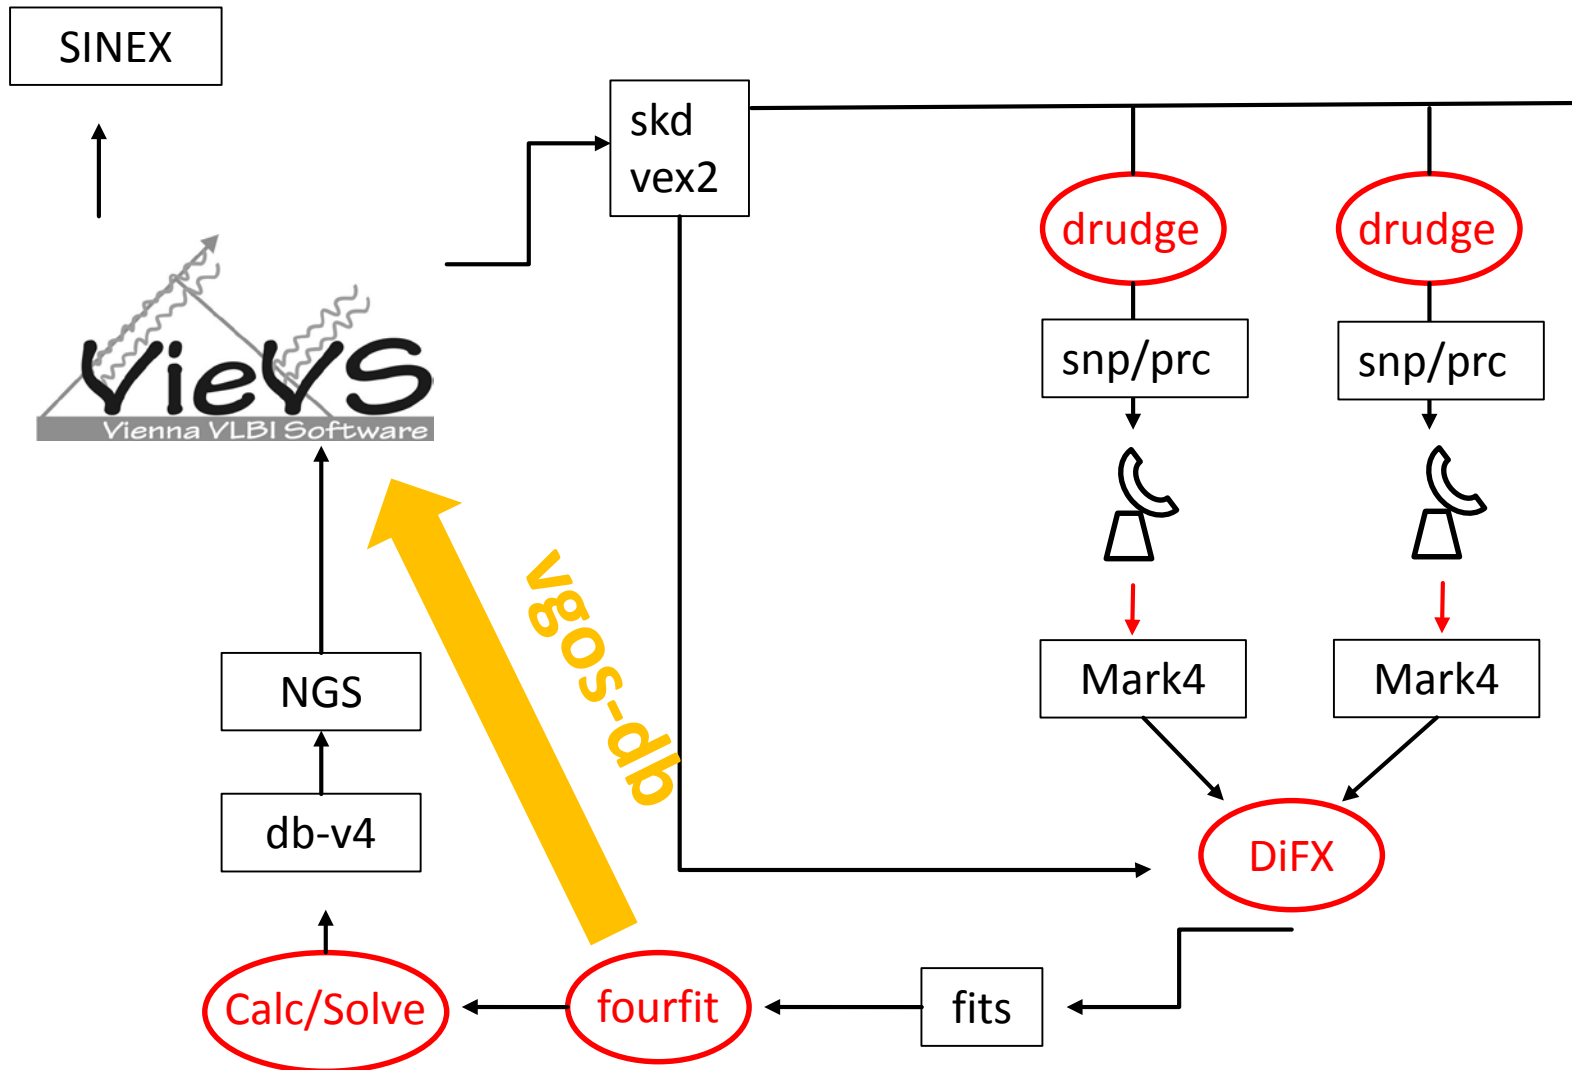 SINEX
skd
vex2
drudge
drudge
snp/prc
snp/prc
VieVS
Vienna VLBI Software
vgos-db
NGS
Mark4
Mark4
db-v4
DiFX
Calc/Solve
fourfit
fits